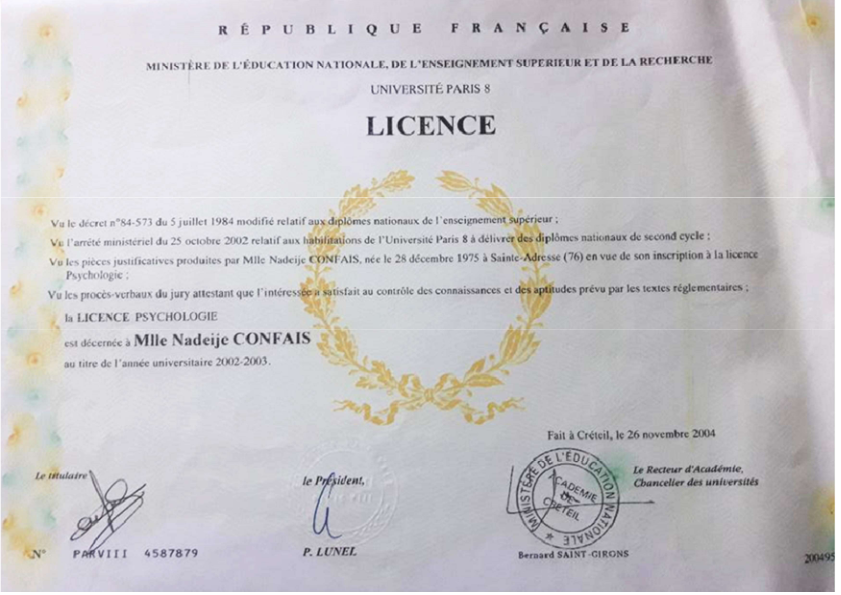 RÉPUBLIQUE FRANÇAISE
MINISTÈRE DE L'ÉDUCATION NATIONALE, DE L'ENSEIGNEMENT SUPERIEUR ET DE LA RECHERCHE
UNIVERSITÉ PARIS 8
LICENCE
Vu le décret n°84-573 du 5 juillet 1984 modifié relatif aux diplômes nationaux de l'enseignement supérieur ;
Vu l'arrêté ministériel du 25 octobre 2002 relatif aux habilitations de l'Université Paris 8 à délivrer des diplômes nationaux de second cycle ;
Vu les pièces justificatives produites par Mlle Nadeije CONFAIS, née le 28 décembre 1975 à Sainte-Adresse (76) en vue de son inscription à la licence
Psychologie ;
Vu les procès-verbaux du jury attestant que l'intéressée a satisfait au contrôle des connaissances et des aptitudes prévu par les textes réglementaires ;
la LICENCE PSYCHOLOGIE
est décernée à Mlle Nadeije CONFAIS
au titre de l'année universitaire 2002-2003.
Fait à Créteil, le 26 novembre 2004
Le titulaire
le Président,
Le Recteur d'Académie,
Chancelier des universités
MINISTÈRE DE L'ÉDUCATION NATIONALE
ACADEMIE
DE
CRETEIL
P. LUNEL
Bernard SAINT-GIRONS
N° PARVIII 4587879
200495